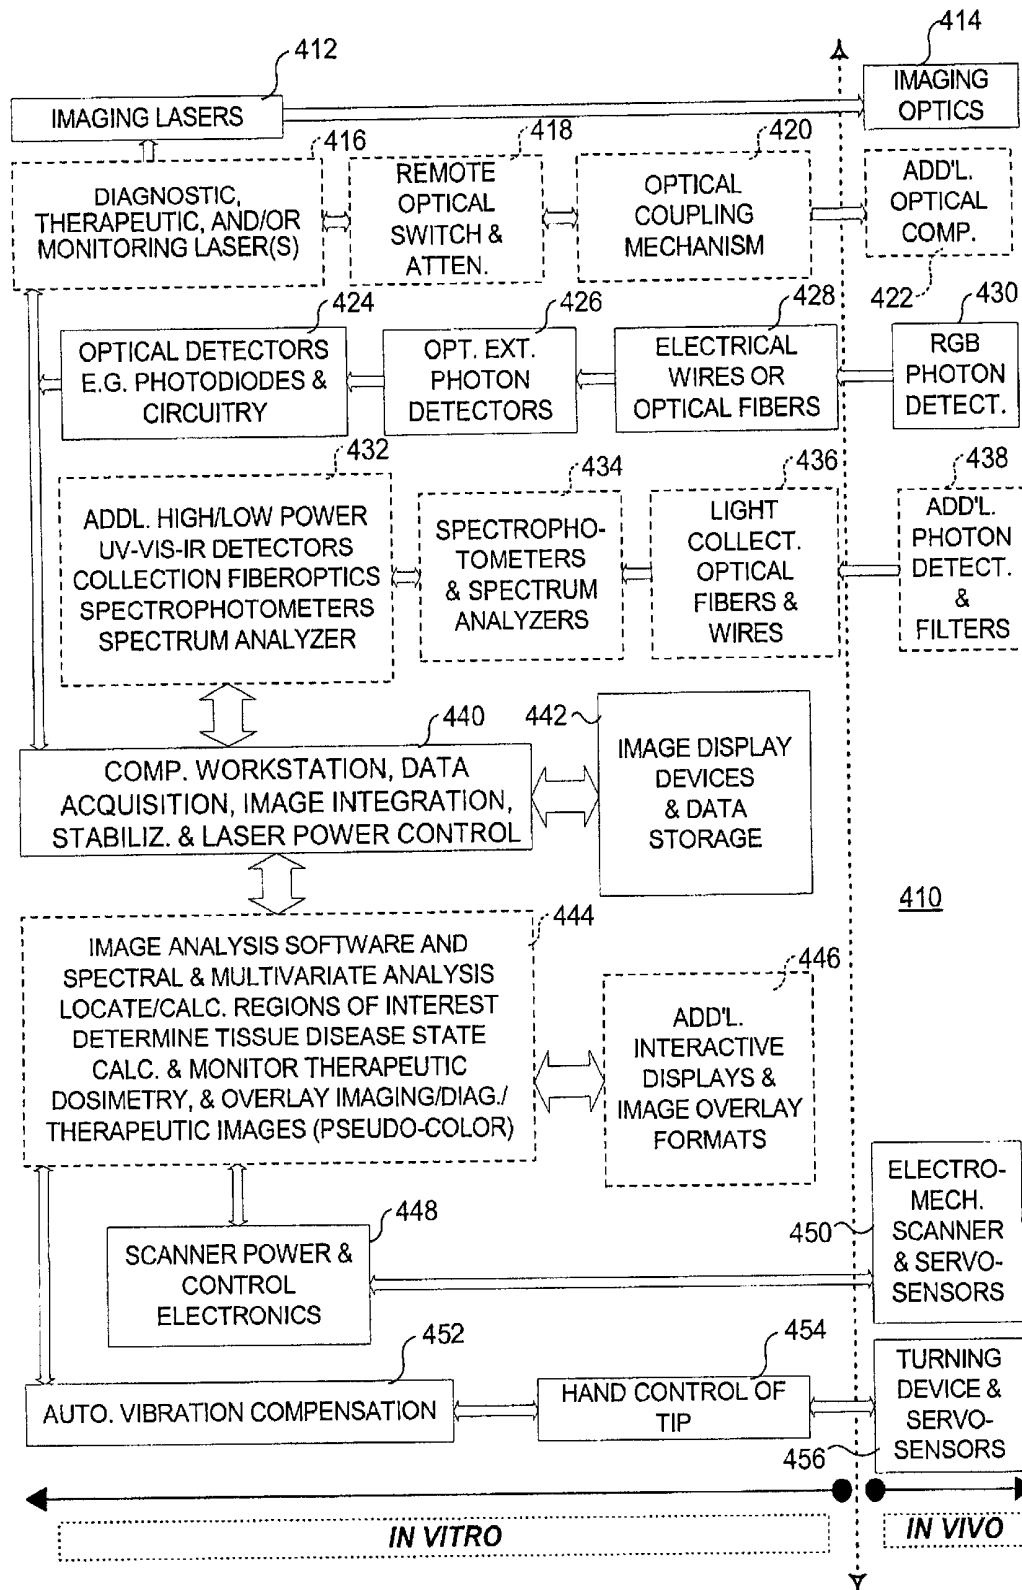 412
414
IMAGING LASERS
IMAGING
OPTICS
416
418
420
DIAGNOSTIC,
THERAPEUTIC, AND/OR
MONITORING LASER(S)
REMOTE
OPTICAL
SWITCH &
ATTEN.
OPTICAL
COUPLING
MECHANISM
ADD'L.
OPTICAL
COMP.
422
424
426
428
430
OPTICAL DETECTORS
E.G. PHOTODIODES &
CIRCUITRY
OPT. EXT.
PHOTON
DETECTORS
ELECTRICAL
WIRES OR
OPTICAL FIBERS
RGB
PHOTON
DETECT.
432
434
436
438
ADDL. HIGH/LOW POWER
UV-VIS-IR DETECTORS
COLLECTION FIBEROPTICS
SPECTROPHOTOMETERS
SPECTRUM ANALYZER
SPECTROPHO-
TOMETERS
& SPECTRUM
ANALYZERS
LIGHT
COLLECT.
OPTICAL
FIBERS &
WIRES
ADD'L.
PHOTON
DETECT.
&
FILTERS
440
442
COMP. WORKSTATION, DATA
ACQUISITION, IMAGE INTEGRATION,
STABILIZ. & LASER POWER CONTROL
IMAGE DISPLAY
DEVICES
& DATA
STORAGE
410
444
446
IMAGE ANALYSIS SOFTWARE AND
SPECTRAL & MULTIVARIATE ANALYSIS
LOCATE/CALC. REGIONS OF INTEREST
DETERMINE TISSUE DISEASE STATE
CALC. & MONITOR THERAPEUTIC
DOSIMETRY, & OVERLAY IMAGING/DIAG./
THERAPEUTIC IMAGES (PSEUDO-COLOR)
ADD'L.
INTERACTIVE
DISPLAYS &
IMAGE OVERLAY
FORMATS
448
450
SCANNER POWER &
CONTROL
ELECTRONICS
ELECTRO-
MECH.
SCANNER
& SERVO-
SENSORS
452
454
AUTO. VIBRATION COMPENSATION
HAND CONTROL OF
TIP
TURNING
DEVICE &
SERVO-
SENSORS
456
IN VITRO
IN VIVO